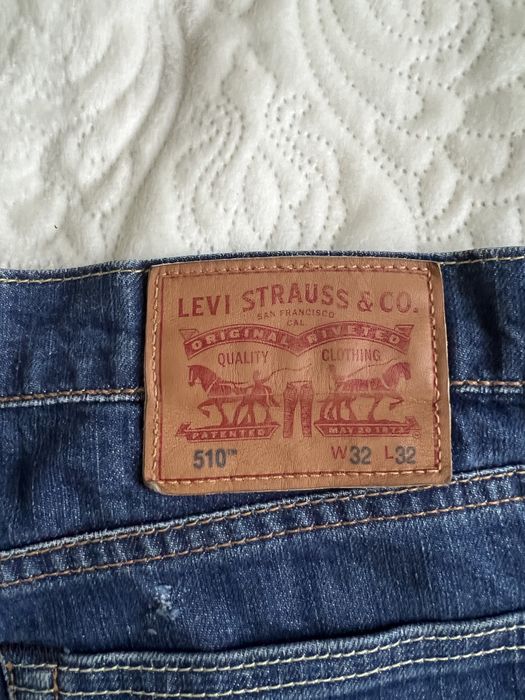 LEVI STRAUSS & CO.
SAN FRANCISCO
CAL
ORIGINAL RIVETED
QUALITY CLOTHING
PATENTED MAY 20 1873
510™ W32 L32